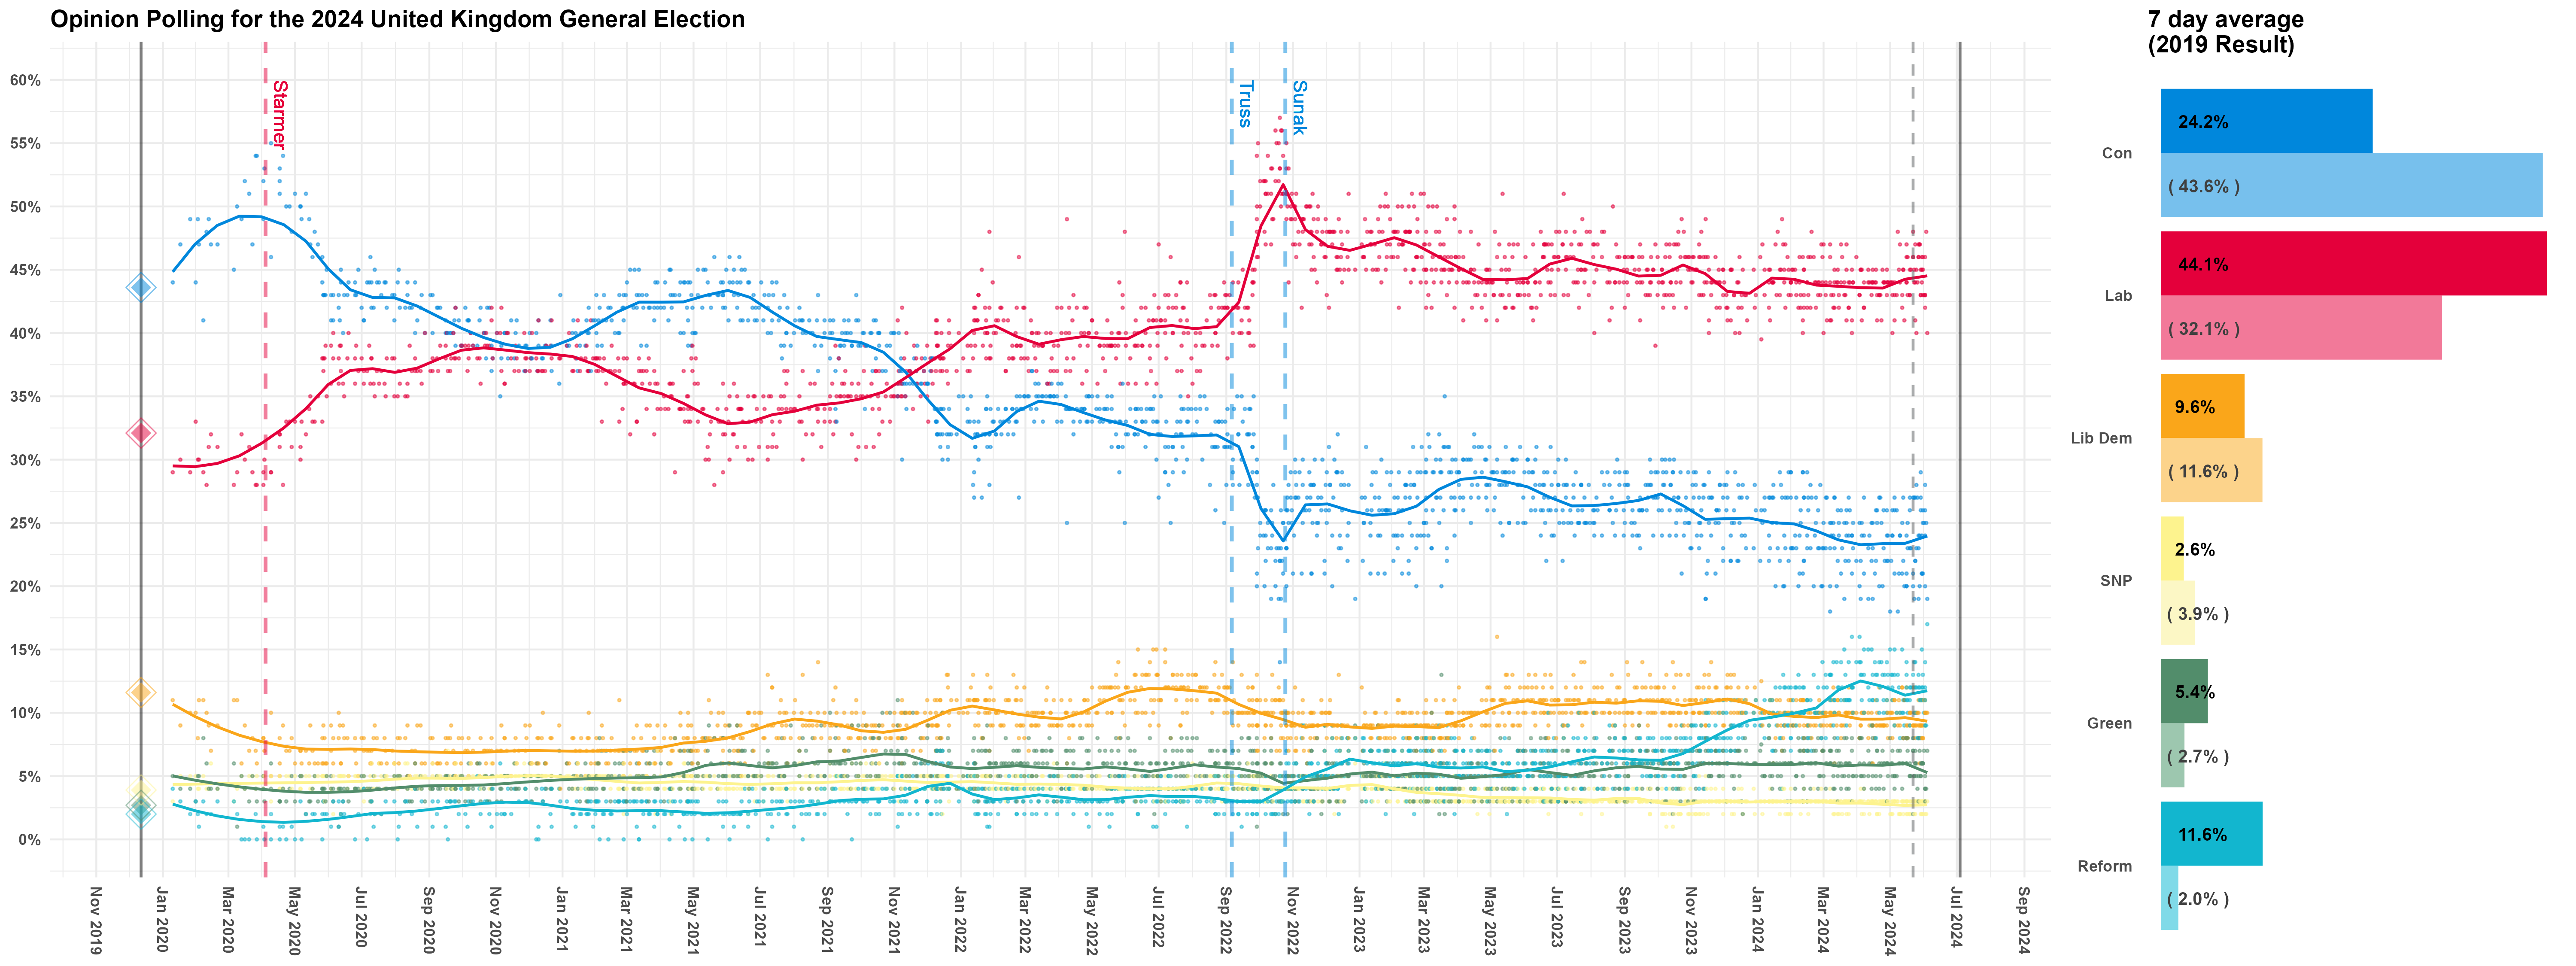 Opinion Polling for the 2024 United Kingdom General Election
60%
55%
50%
45%
40%
35%
30%
25%
20%
15%
10%
5%
0%
Starmer
Truss
Sunak
Nov 2019
Jan 2020
Mar 2020
May 2020
Jul 2020
Sep 2020
Nov 2020
Jan 2021
Mar 2021
May 2021
Jul 2021
Sep 2021
Nov 2021
Jan 2022
Mar 2022
May 2022
Jul 2022
Sep 2022
Nov 2022
Jan 2023
Mar 2023
May 2023
Jul 2023
Sep 2023
Nov 2023
Jan 2024
Mar 2024
May 2024
Jul 2024
Sep 2024
7 day average
(2019 Result)
Con
24.2%
( 43.6% )
Lab
44.1%
( 32.1% )
Lib Dem
9.6%
( 11.6% )
SNP
2.6%
( 3.9% )
Green
5.4%
( 2.7% )
Reform
11.6%
( 2.0% )